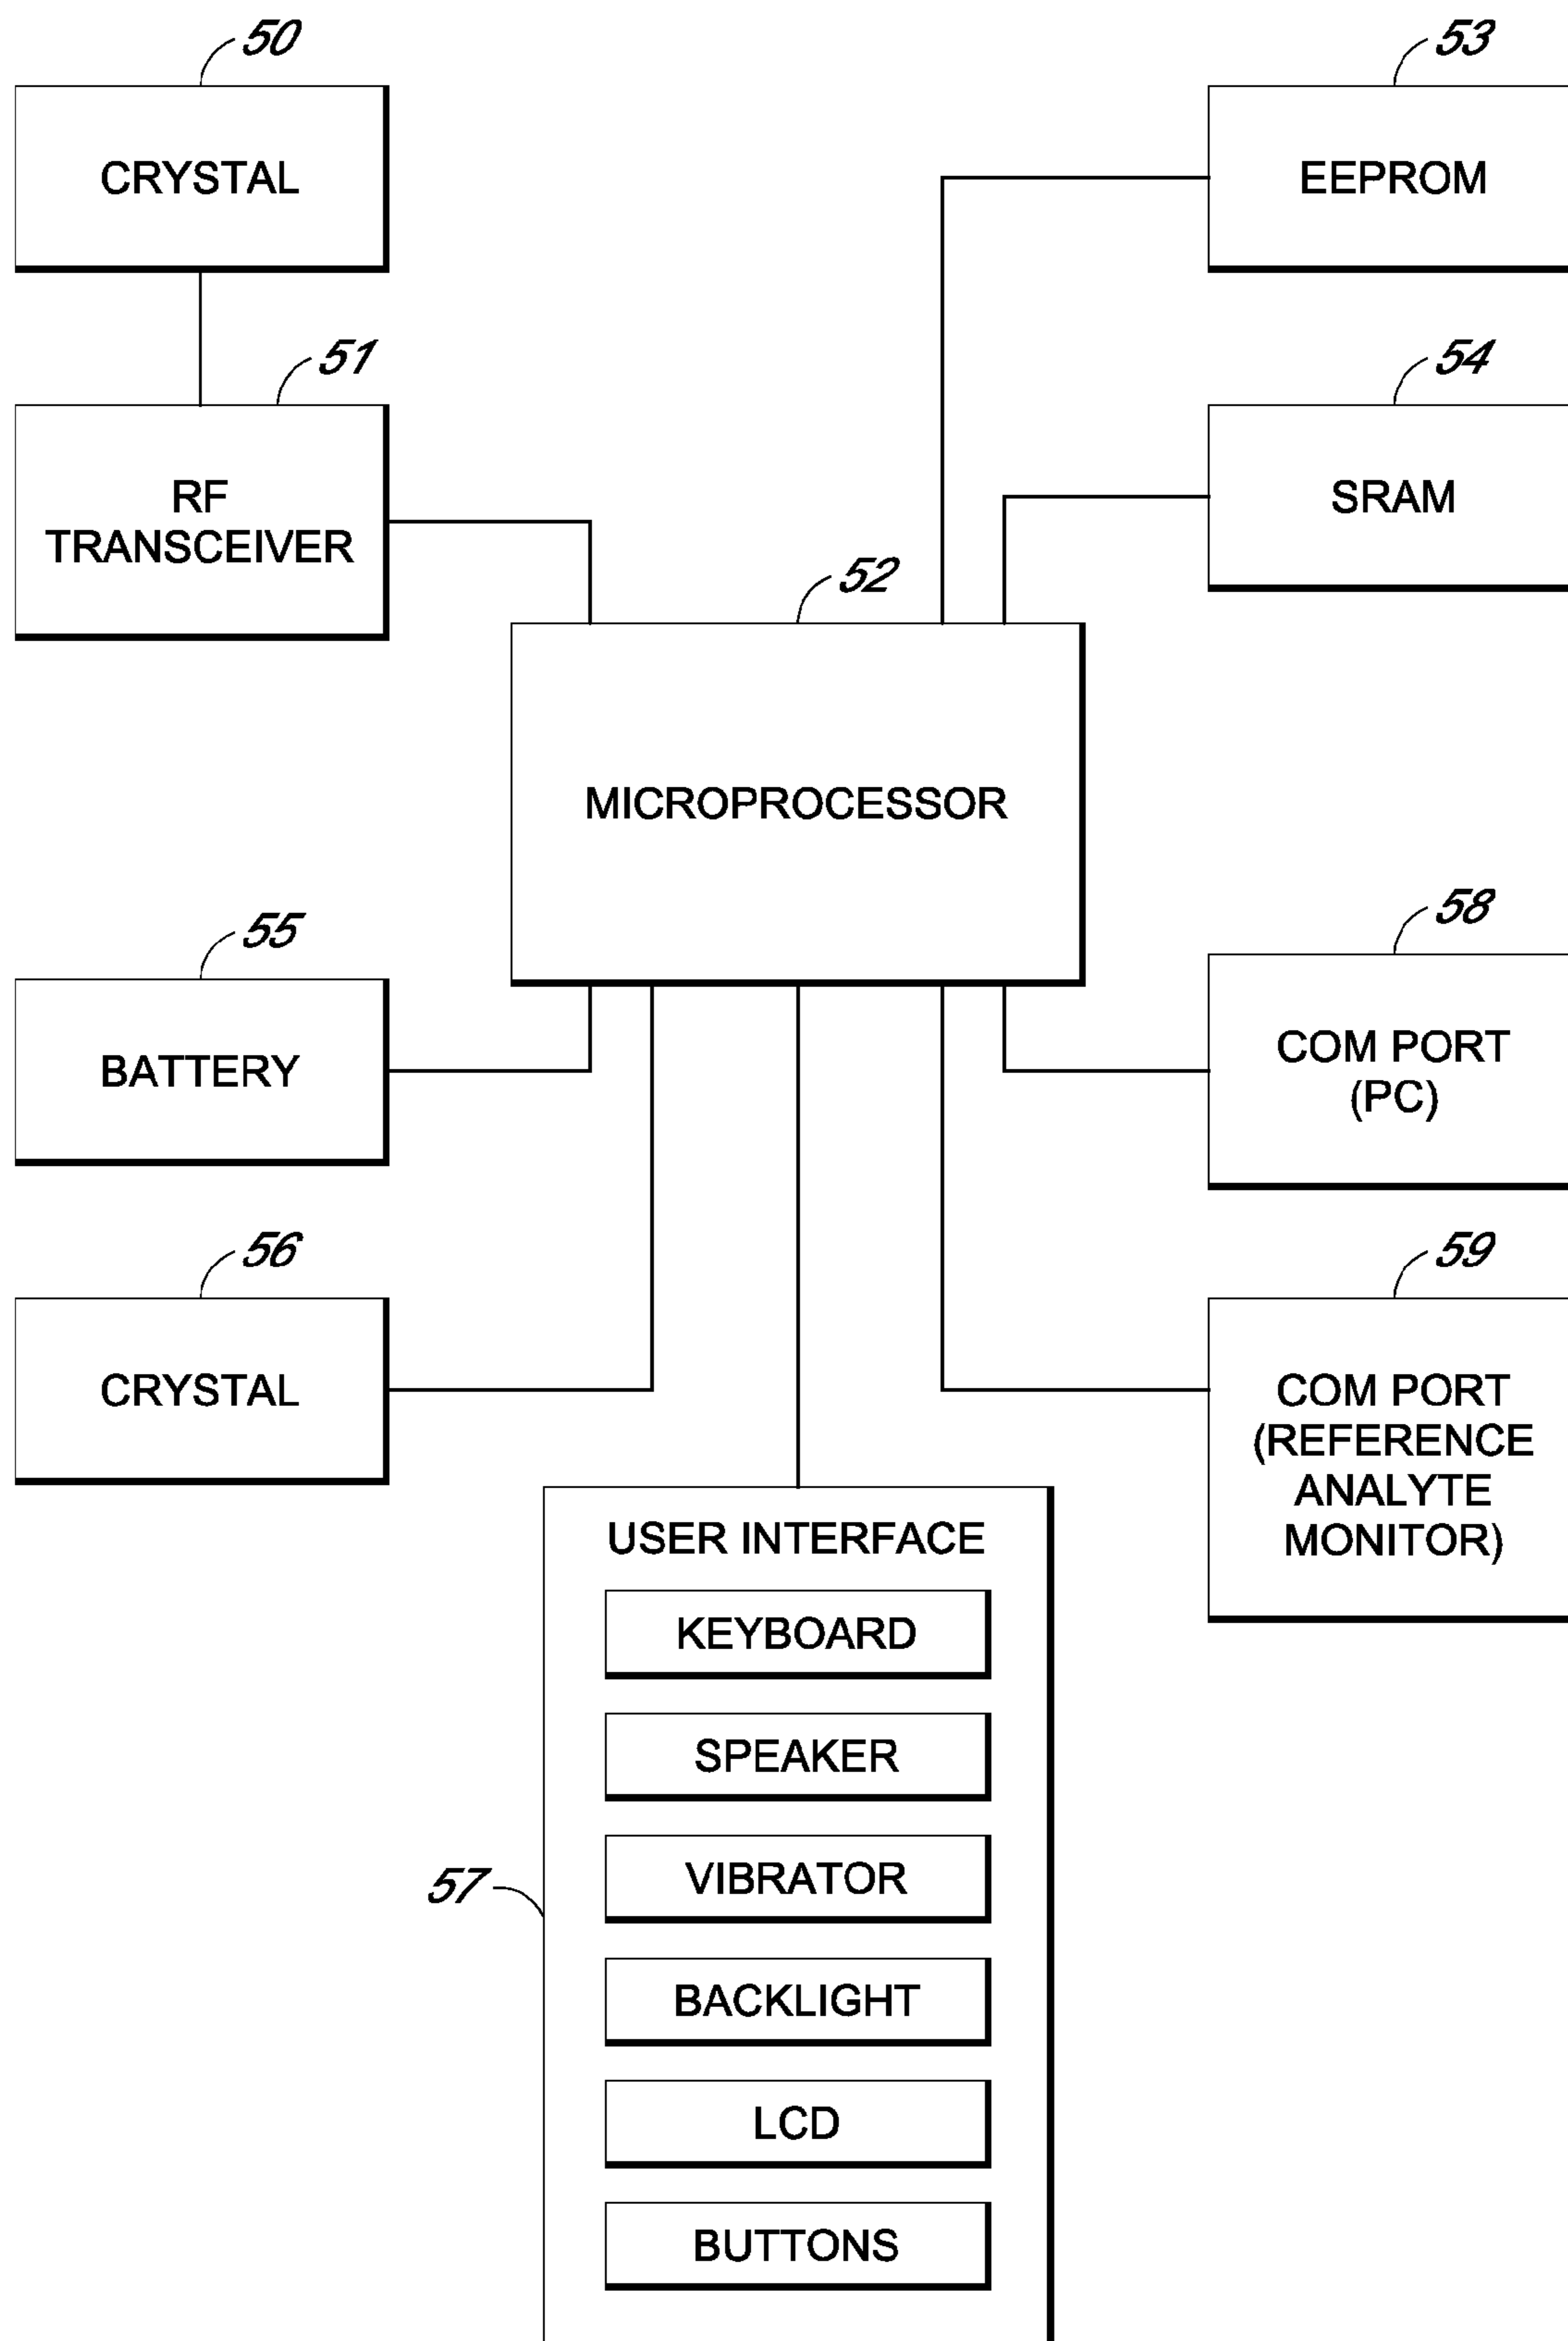 50
CRYSTAL
53
EEPROM
51
RF
TRANSCEIVER
54
SRAM
52
MICROPROCESSOR
55
BATTERY
58
COM PORT
(PC)
56
CRYSTAL
59
COM PORT
(REFERENCE
ANALYTE
MONITOR)
57
USER INTERFACE
KEYBOARD
SPEAKER
VIBRATOR
BACKLIGHT
LCD
BUTTONS